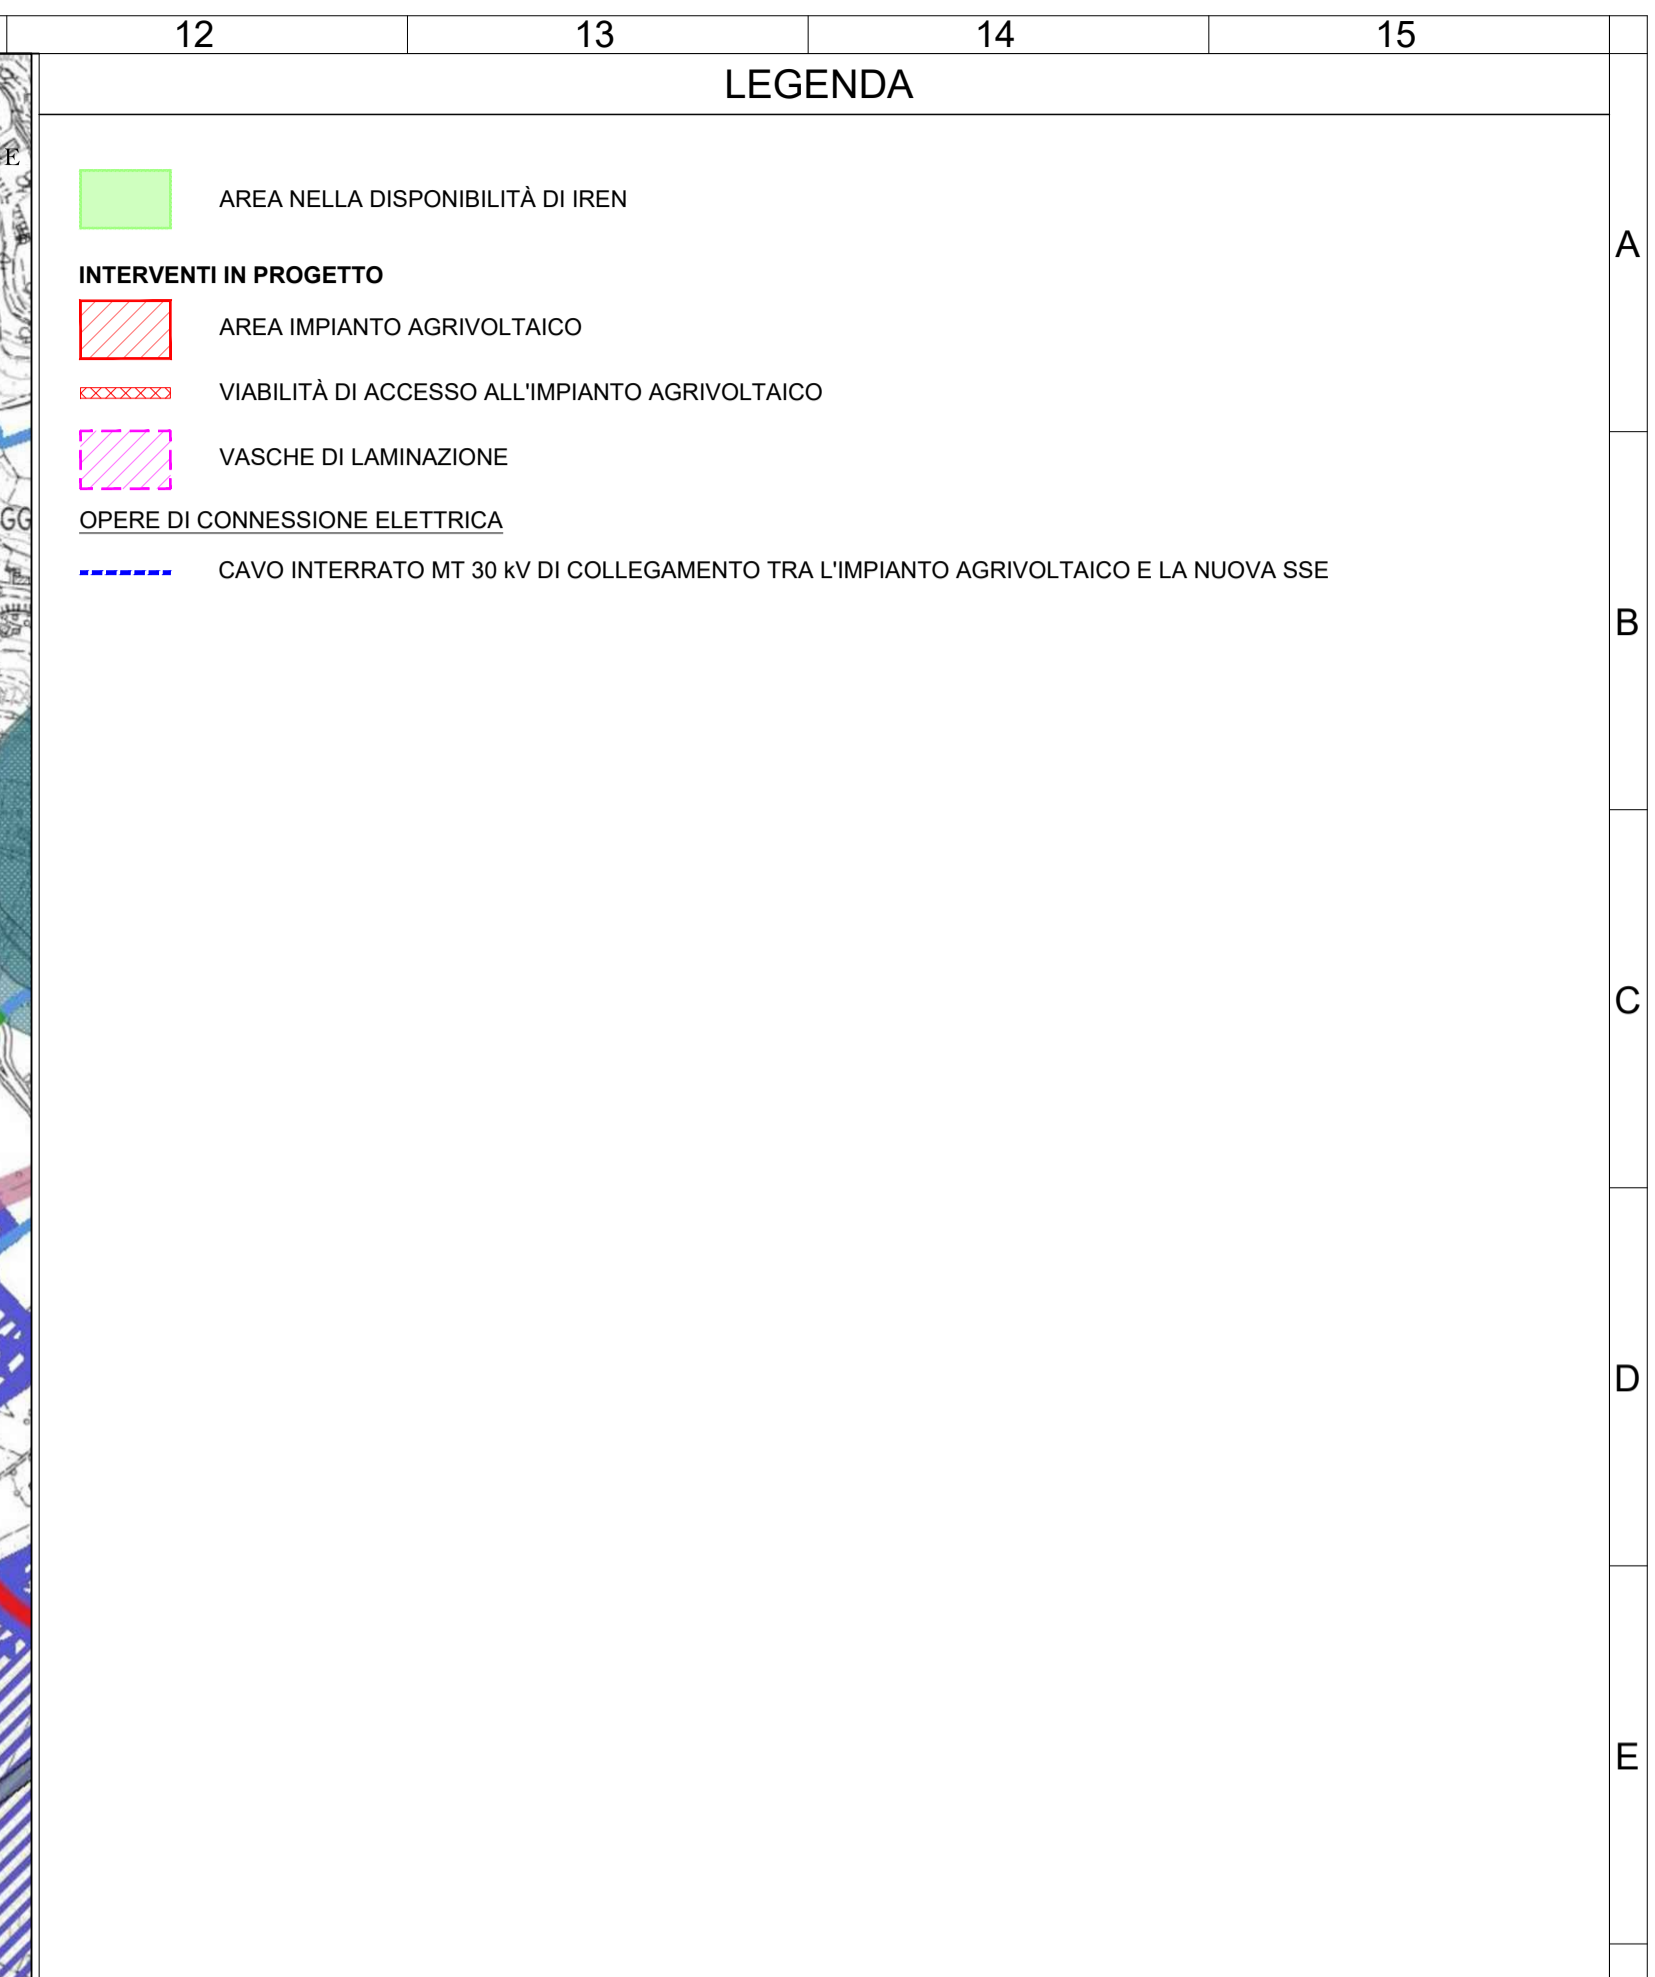 12 13 14 15
LEGENDA
E
AREA NELLA DISPONIBILITÀ DI IREN
A
INTERVENTI IN PROGETTO
AREA IMPIANTO AGRIVOLTAICO
VIABILITÀ DI ACCESSO ALL'IMPIANTO AGRIVOLTAICO
VASCHE DI LAMINAZIONE
GG
OPERE DI CONNESSIONE ELETTRICA
CAVO INTERRATO MT 30 kV DI COLLEGAMENTO TRA L'IMPIANTO AGRIVOLTAICO E LA NUOVA SSE
B
C
D
E